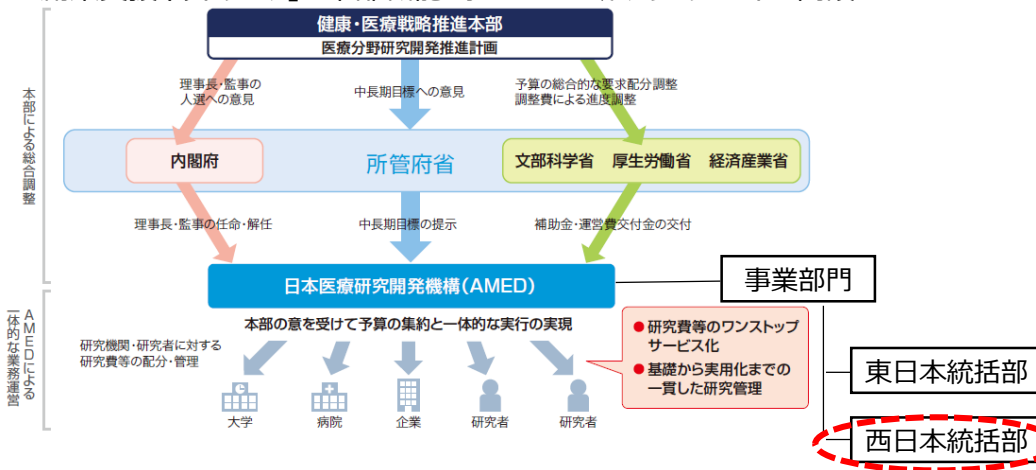 健康・医療戦略推進本部
医療分野研究開発推進計画
理事長・監事の
人選への意見
中長期目標への意見
予算の総合的な要求配分調整
調整費による進度調整
本部による総合調整
内閣府
所管府省
文部科学省 厚生労働省 経済産業省
理事長・監事の任命・解任
中長期目標の提示
補助金・運営費交付金の交付
日本医療研究開発機構(AMED)
事業部門
本部の意を受けて予算の集約と一体的な実行の実現
AMEDによる
一体的な業務運営
研究機関・研究者に対する
研究費等の配分・管理
●研究費等のワンストップ
サービス化
●基礎から実用化までの
一貫した研究管理
大学
病院
企業
研究者
研究者
東日本統括部
西日本統括部